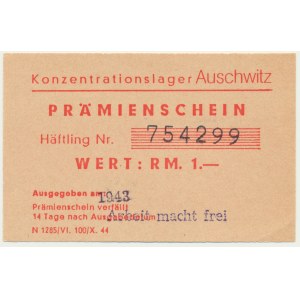 Konzentrationslager Auschwitz
PRÄMIENSCHEIN
Häftling Nr. 754299
WERT: RM. 1.—
Ausgegeben am 1943
Prämienschein verfällt
14 Tage nach Ausgabedatum Arbeit macht frei
N 1285/VI. 100/X. 44